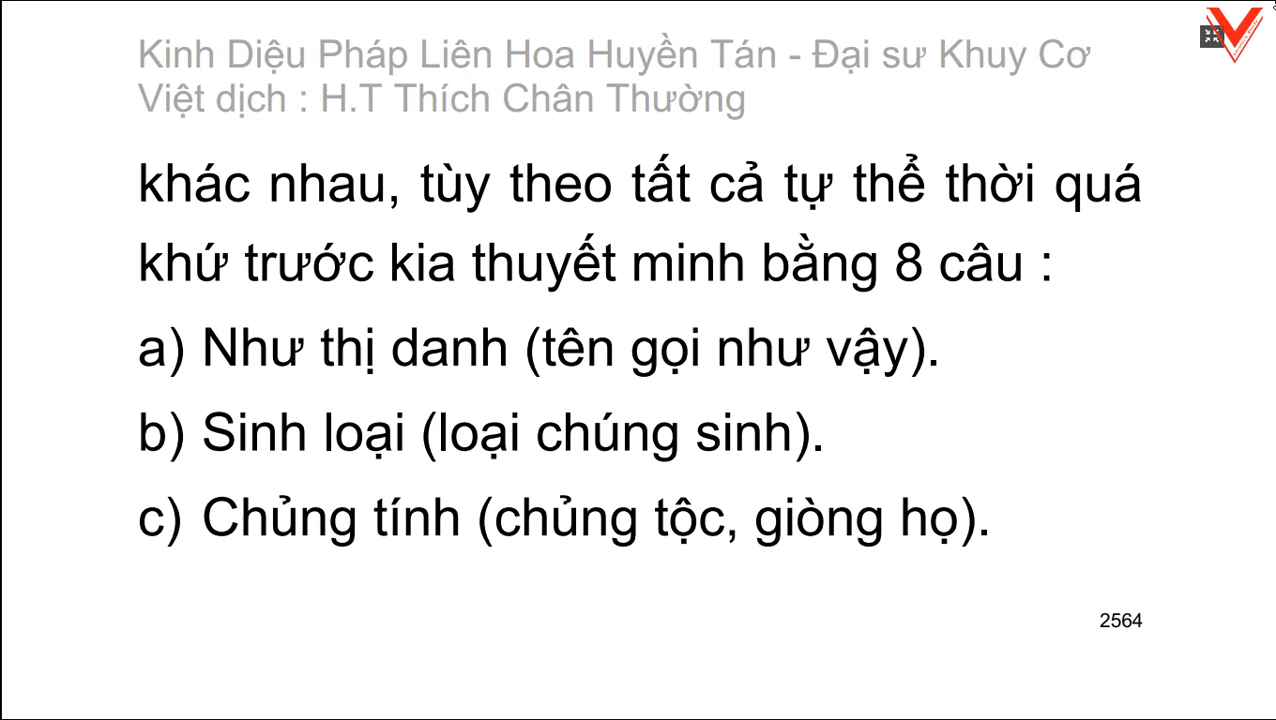 Kinh Diệu Pháp Liên Hoa Huyền Tán - Đại sư Khuy Cơ
Việt dịch : H.T Thích Chân Thường
khác nhau, tùy theo tất cả tự thể thời quá
khứ trước kia thuyết minh bằng 8 câu :
a) Như thị danh (tên gọi như vậy).
b) Sinh loại (loại chúng sinh).
c) Chủng tính (chủng tộc, giòng họ).
2564